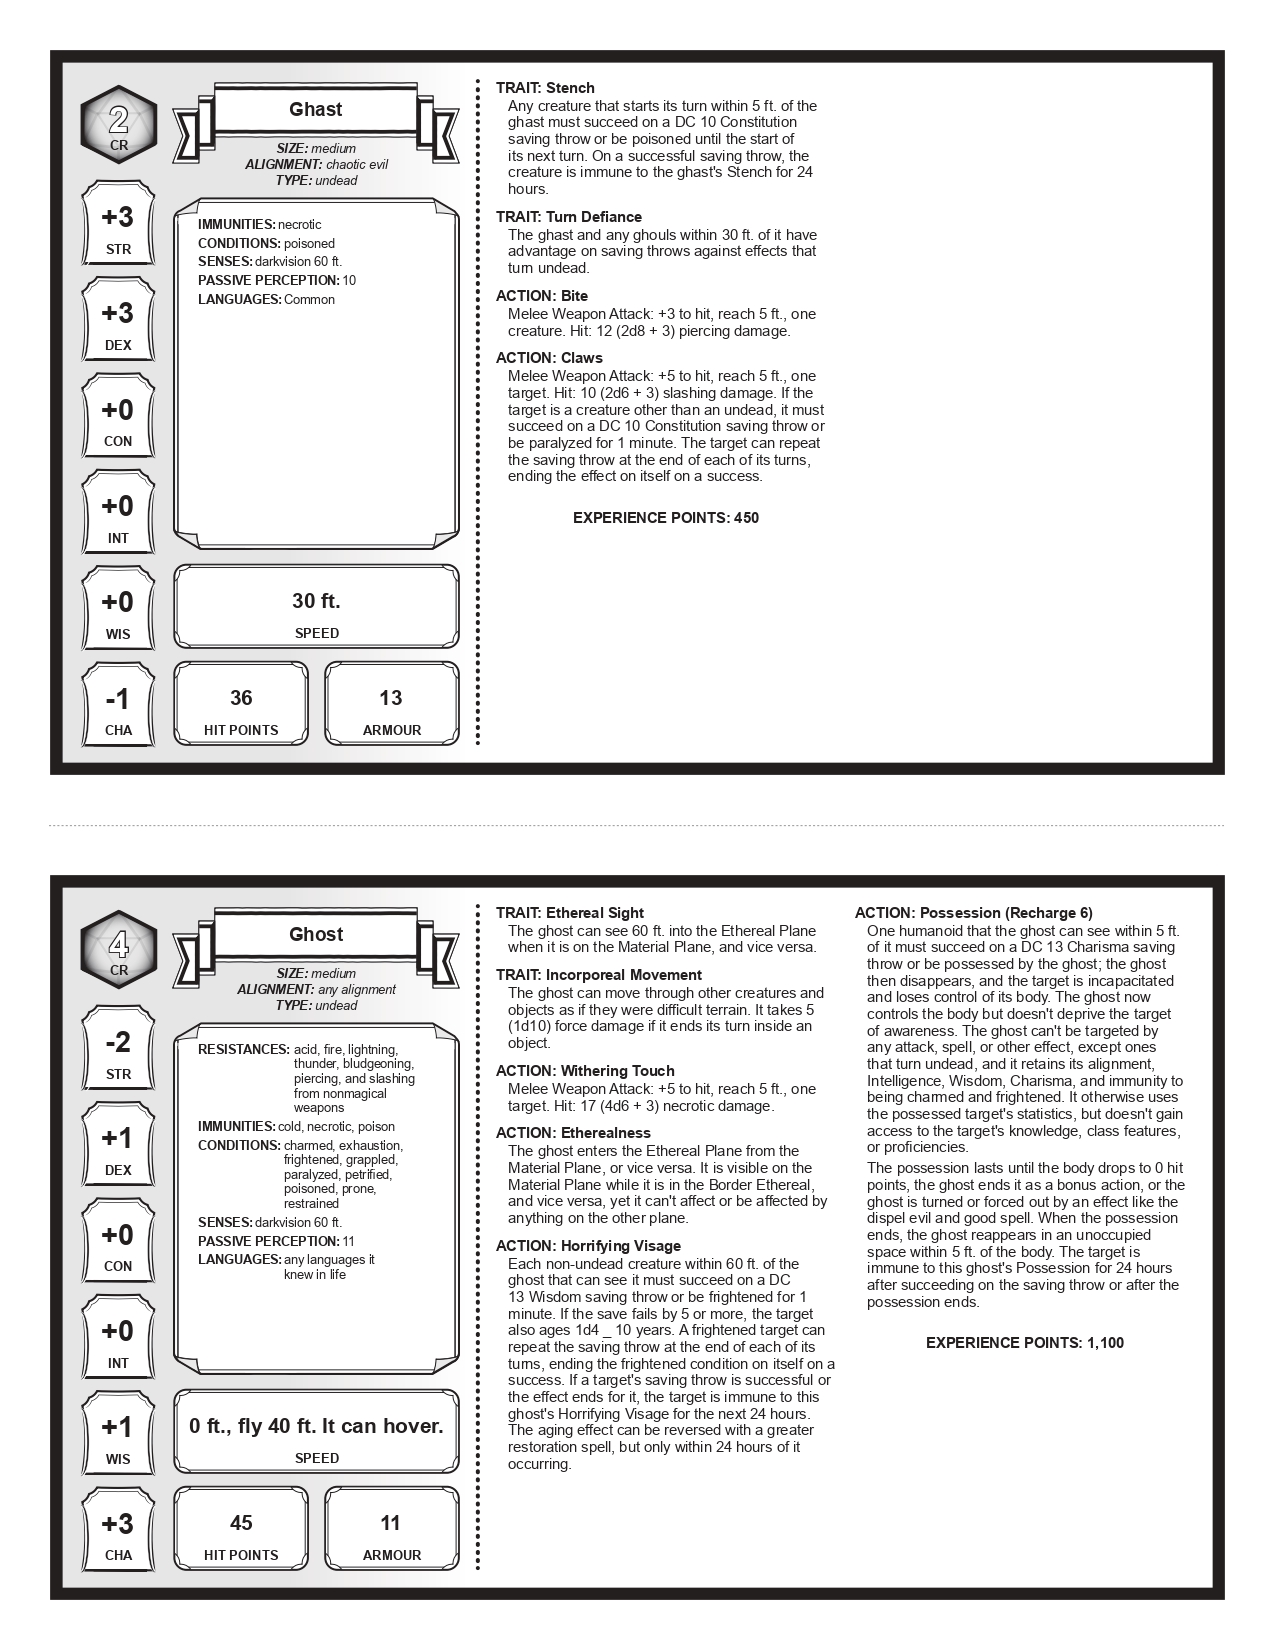 2
CR
Ghast
SIZE: medium
ALIGNMENT: chaotic evil
TYPE: undead
+3
STR
+3
DEX
+0
CON
+0
INT
+0
WIS
-1
CHA
IMMUNITIES: necrotic
CONDITIONS: poisoned
SENSES: darkvision 60 ft.
PASSIVE PERCEPTION: 10
LANGUAGES: Common
30 ft.
SPEED
36
HIT POINTS
13
ARMOUR
TRAIT: Stench
Any creature that starts its turn within 5 ft. of the
ghast must succeed on a DC 10 Constitution
saving throw or be poisoned until the start of
its next turn. On a successful saving throw, the
creature is immune to the ghast's Stench for 24
hours.
TRAIT: Turn Defiance
The ghast and any ghouls within 30 ft. of it have
advantage on saving throws against effects that
turn undead.
ACTION: Bite
Melee Weapon Attack: +3 to hit, reach 5 ft., one
creature. Hit: 12 (2d8 + 3) piercing damage.
ACTION: Claws
Melee Weapon Attack: +5 to hit, reach 5 ft., one
target. Hit: 10 (2d6 + 3) slashing damage. If the
target is a creature other than an undead, it must
succeed on a DC 10 Constitution saving throw or
be paralyzed for 1 minute. The target can repeat
the saving throw at the end of each of its turns,
ending the effect on itself on a success.
EXPERIENCE POINTS: 450
4
CR
Ghost
SIZE: medium
ALIGNMENT: any alignment
TYPE: undead
-2
STR
+1
DEX
+0
CON
+0
INT
+1
WIS
+3
CHA
RESISTANCES: acid, fire, lightning,
thunder, bludgeoning,
piercing, and slashing
from nonmagical
weapons
IMMUNITIES: cold, necrotic, poison
CONDITIONS: charmed, exhaustion,
frightened, grappled,
paralyzed, petrified,
poisoned, prone,
restrained
SENSES: darkvision 60 ft.
PASSIVE PERCEPTION: 11
LANGUAGES: any languages it
knew in life
0 ft., fly 40 ft. It can hover.
SPEED
45
HIT POINTS
11
ARMOUR
TRAIT: Ethereal Sight
The ghost can see 60 ft. into the Ethereal Plane
when it is on the Material Plane, and vice versa.
TRAIT: Incorporeal Movement
The ghost can move through other creatures and
objects as if they were difficult terrain. It takes 5
(1d10) force damage if it ends its turn inside an
object.
ACTION: Withering Touch
Melee Weapon Attack: +5 to hit, reach 5 ft., one
target. Hit: 17 (4d6 + 3) necrotic damage.
ACTION: Etherealness
The ghost enters the Ethereal Plane from the
Material Plane, or vice versa. It is visible on the
Material Plane while it is in the Border Ethereal,
and vice versa, yet it can't affect or be affected by
anything on the other plane.
ACTION: Horrifying Visage
Each non-undead creature within 60 ft. of the
ghost that can see it must succeed on a DC
13 Wisdom saving throw or be frightened for 1
minute. If the save fails by 5 or more, the target
also ages 1d4 _ 10 years. A frightened target can
repeat the saving throw at the end of each of its
turns, ending the frightened condition on itself on a
success. If a target's saving throw is successful or
the effect ends for it, the target is immune to this
ghost's Horrifying Visage for the next 24 hours.
The aging effect can be reversed with a greater
restoration spell, but only within 24 hours of it
occurring.
ACTION: Possession (Recharge 6)
One humanoid that the ghost can see within 5 ft.
of it must succeed on a DC 13 Charisma saving
throw or be possessed by the ghost; the ghost
then disappears, and the target is incapacitated
and loses control of its body. The ghost now
controls the body but doesn't deprive the target
of awareness. The ghost can't be targeted by
any attack, spell, or other effect, except ones
that turn undead, and it retains its alignment,
Intelligence, Wisdom, Charisma, and immunity to
being charmed and frightened. It otherwise uses
the possessed target's statistics, but doesn't gain
access to the target's knowledge, class features,
or proficiencies.
The possession lasts until the body drops to 0 hit
points, the ghost ends it as a bonus action, or the
ghost is turned or forced out by an effect like the
dispel evil and good spell. When the possession
ends, the ghost reappears in an unoccupied
space within 5 ft. of the body. The target is
immune to this ghost's Possession for 24 hours
after succeeding on the saving throw or after the
possession ends.
EXPERIENCE POINTS: 1,100